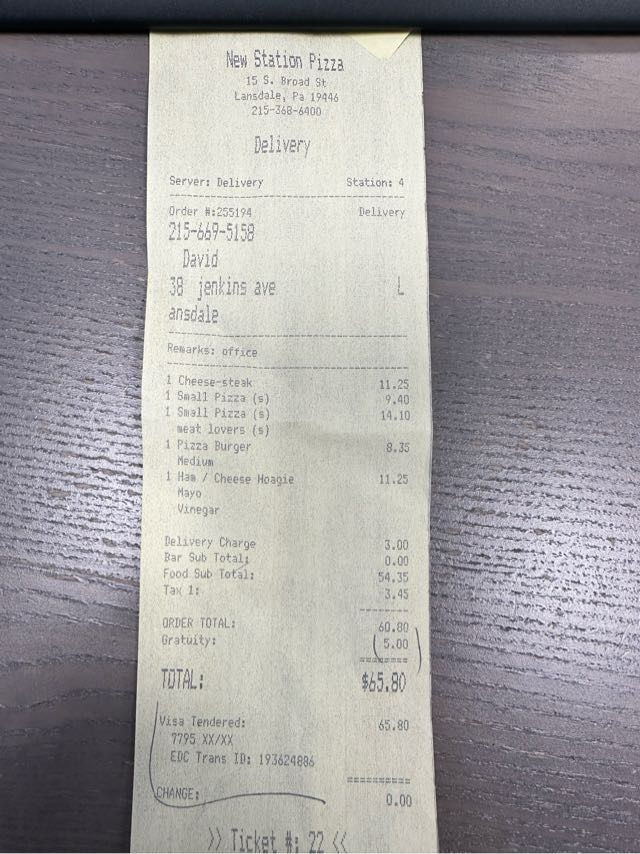 New Station Pizza
15 S. Broad St
Lansdale, Pa 19446
215-368-6400
Delivery
Server: Delivery Station: 4
Order #:255194 Delivery
215-669-5158
David
38 jenkins ave L
ansdale
Remarks: office
1 Cheese-steak 11.25
1 Small Pizza (s) 9.40
1 Small Pizza (s) 14.10
meat lovers (s)
1 Pizza Burger 8.35
Medium
1 Ham / Cheese Hoagie 11.25
Mayo
Vinegar
Delivery Charge 3.00
Bar Sub Total: 0.00
Food Sub Total: 54.35
Tax 1: 3.45
ORDER TOTAL: 60.80
Gratuity: 5.00
TOTAL: $65.80
Visa Tendered: 65.80
7795 XX/XX
EDC Trans ID: 193624886
CHANGE: 0.00
>> Ticket #: 22 <<